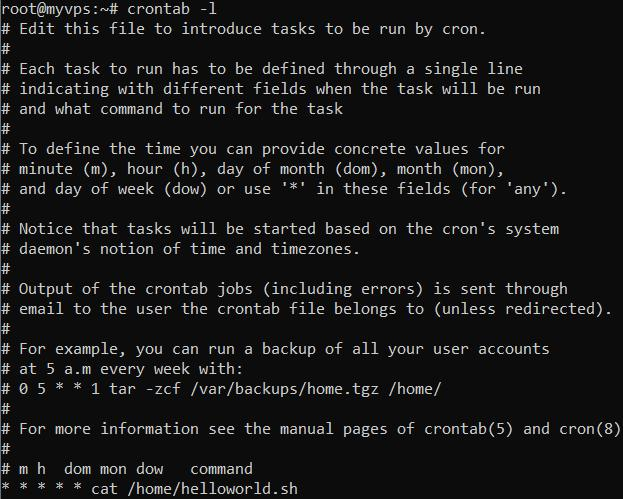 root@myvps:~# crontab -l
# Edit this file to introduce tasks to be run by cron.
#
# Each task to run has to be defined through a single line
# indicating with different fields when the task will be run
# and what command to run for the task
#
# To define the time you can provide concrete values for
# minute (m), hour (h), day of month (dom), month (mon),
# and day of week (dow) or use '*' in these fields (for 'any').
#
# Notice that tasks will be started based on the cron's system
# daemon's notion of time and timezones.
#
# Output of the crontab jobs (including errors) is sent through
# email to the user the crontab file belongs to (unless redirected).
#
# For example, you can run a backup of all your user accounts
# at 5 a.m every week with:
# 0 5 * * 1 tar -zcf /var/backups/home.tgz /home/
#
# For more information see the manual pages of crontab(5) and cron(8)
#
# m h  dom mon dow   command
* * * * * cat /home/helloworld.sh